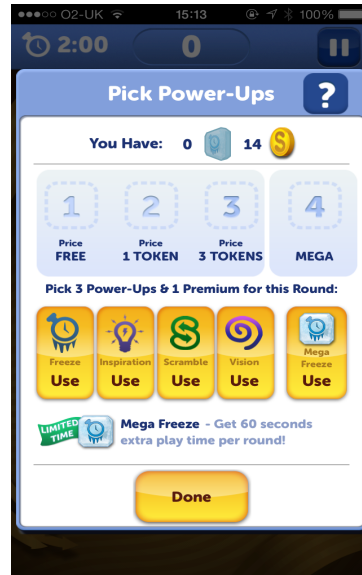 O2-UK 15:13 100%
2:00 0
Pick Power-Ups ?
You Have: 0 14 S
1 2 3 4
Price Price Price
FREE 1 TOKEN 3 TOKENS MEGA
Pick 3 Power-Ups & 1 Premium for this Round:
Freeze Inspiration Scramble Vision Mega Freeze
Use Use Use Use Use
LIMITED TIME
Mega Freeze - Get 60 seconds
extra play time per round!
Done